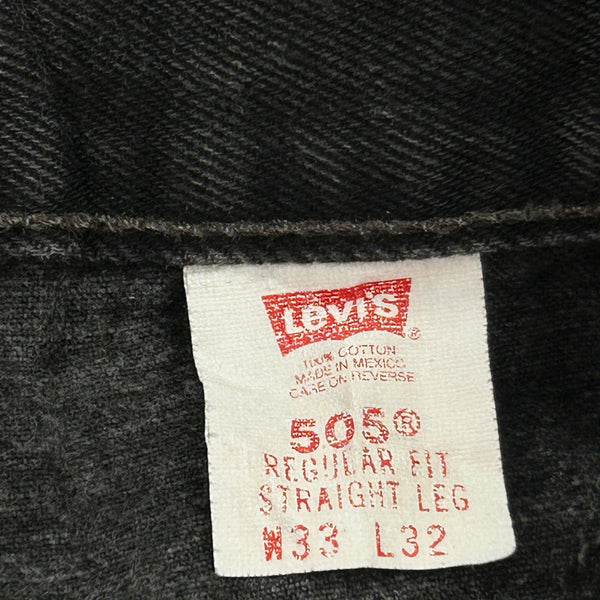 Levi's ®
100% COTTON
MADE IN MEXICO
CARE ON REVERSE
505®
REGULAR FIT
STRAIGHT LEG
W33 L32